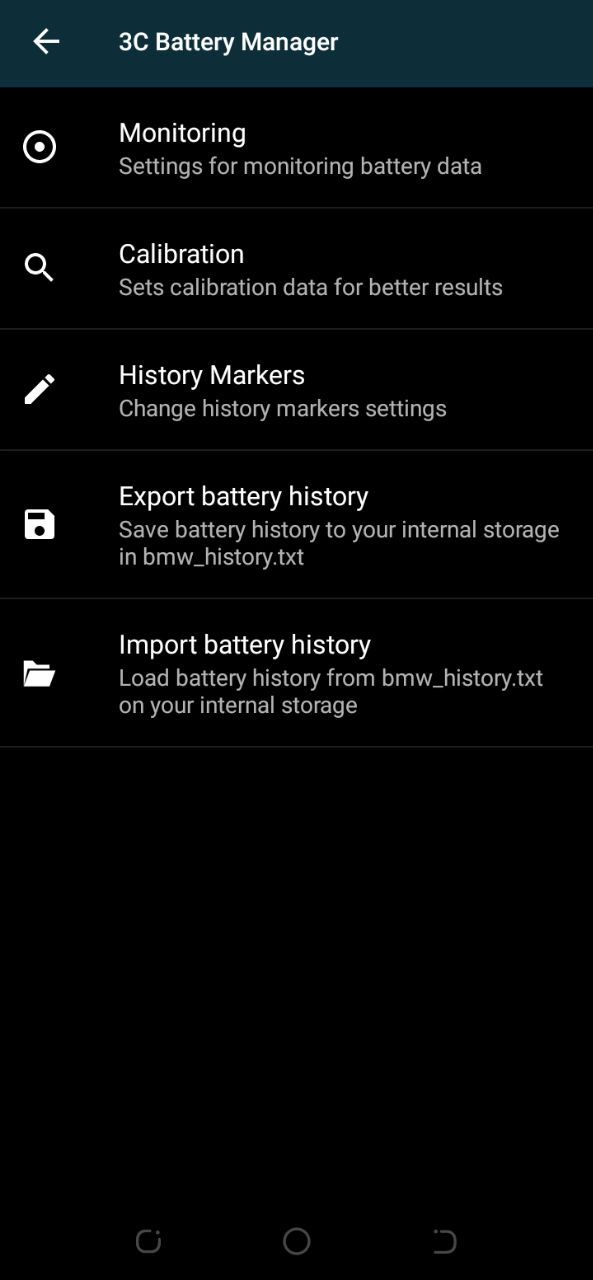 3C Battery Manager
Monitoring
Settings for monitoring battery data
Calibration
Sets calibration data for better results
History Markers
Change history markers settings
Export battery history
Save battery history to your internal storage
in bmw_history.txt
Import battery history
Load battery history from bmw_history.txt
on your internal storage